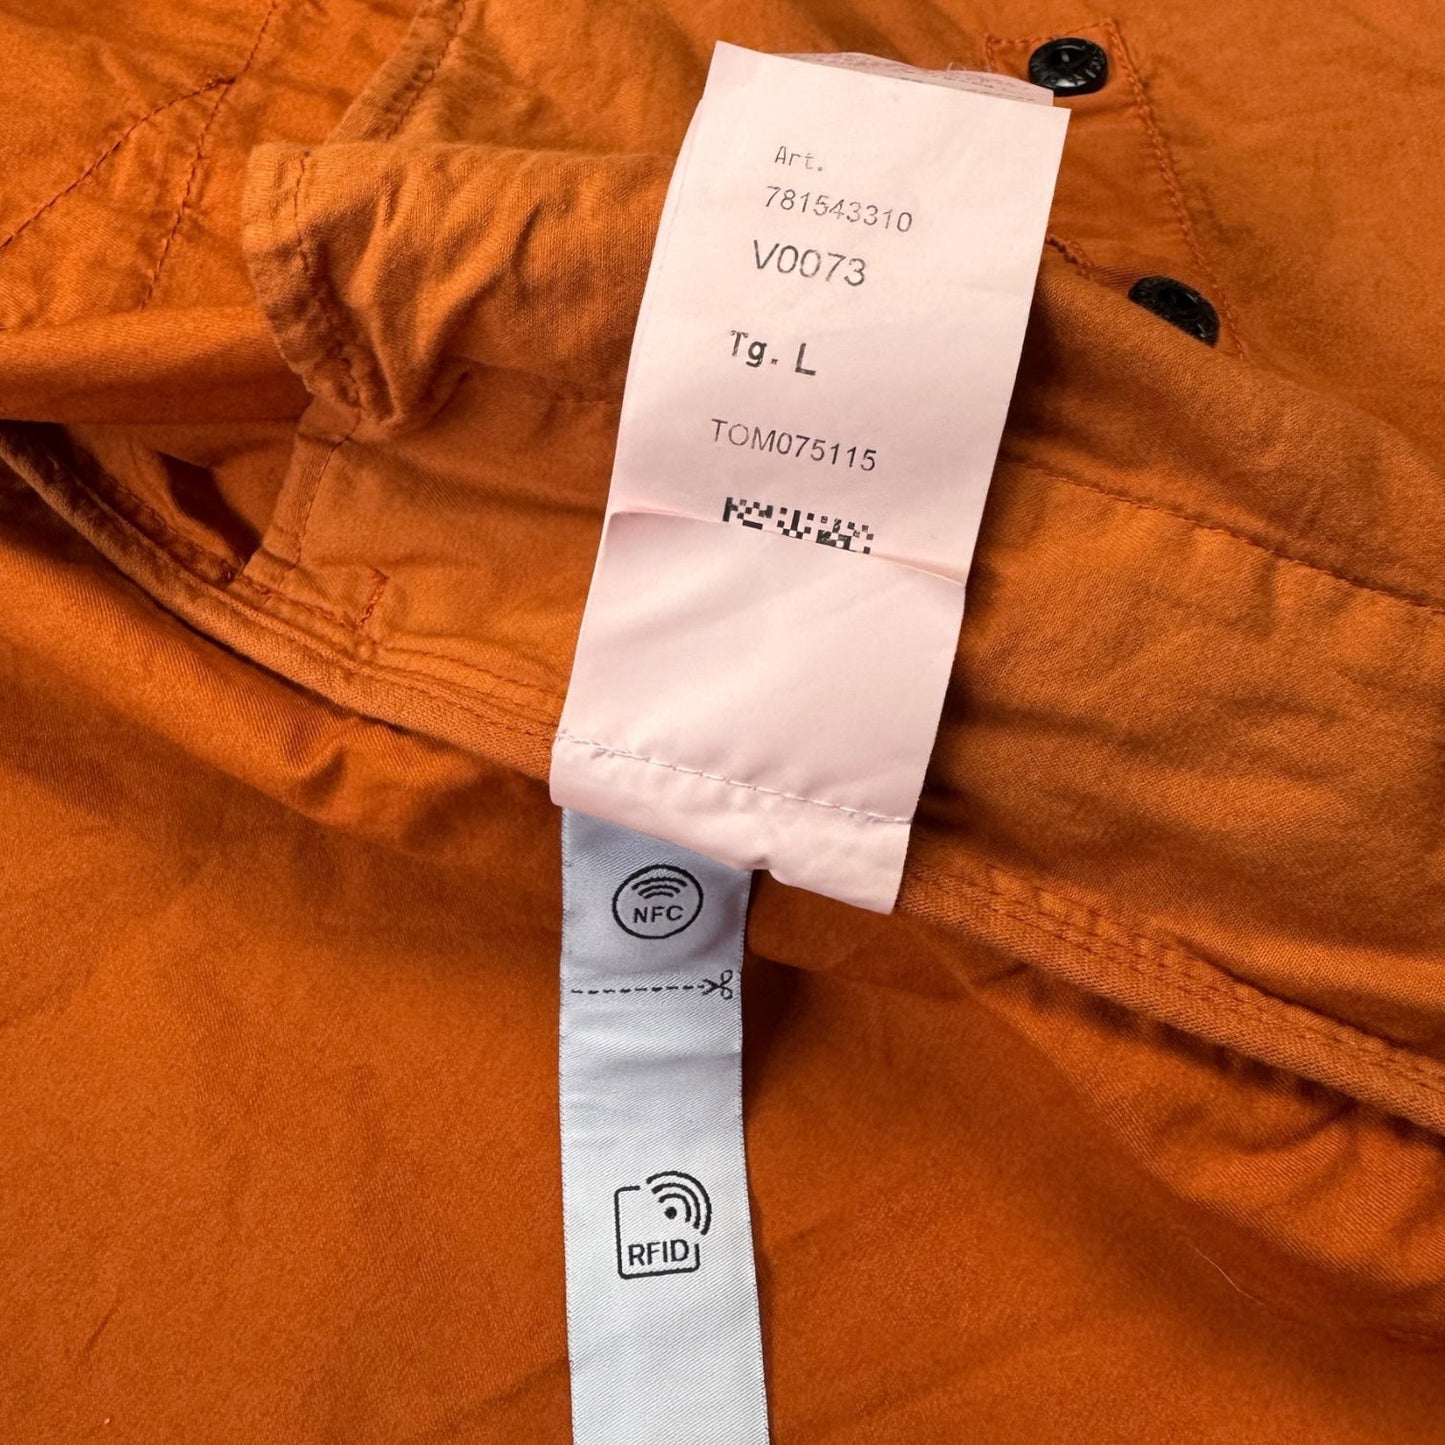 Art.
781543310
V0073
Tg. L
TOM075115
NFC
RFID